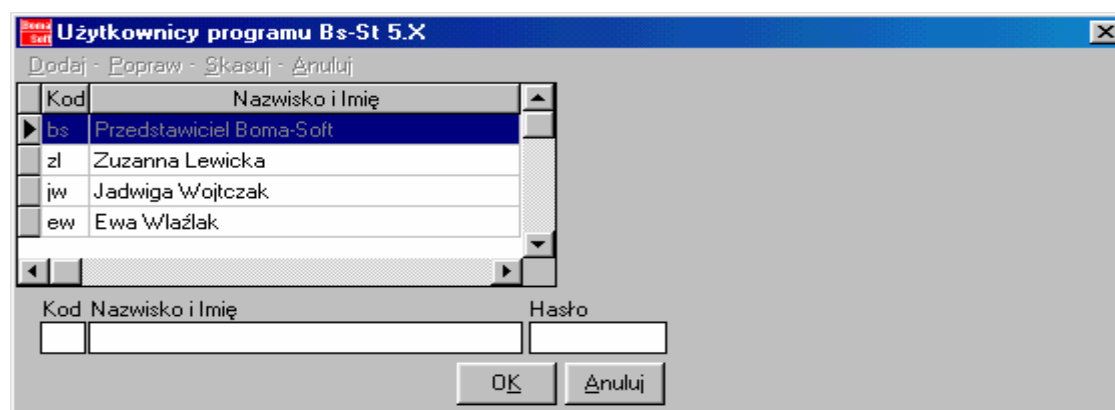 Boma Soft Użytkownicy programu Bs-St 5.X
Dodaj - Popraw - Skasuj - Anuluj
Kod Nazwisko i Imię
bs Przedstawiciel Boma-Soft
zl Zuzanna Lewicka
jw Jadwiga Wojtczak
ew Ewa Wlaźlak
Kod Nazwisko i Imię Hasło
OK Anuluj